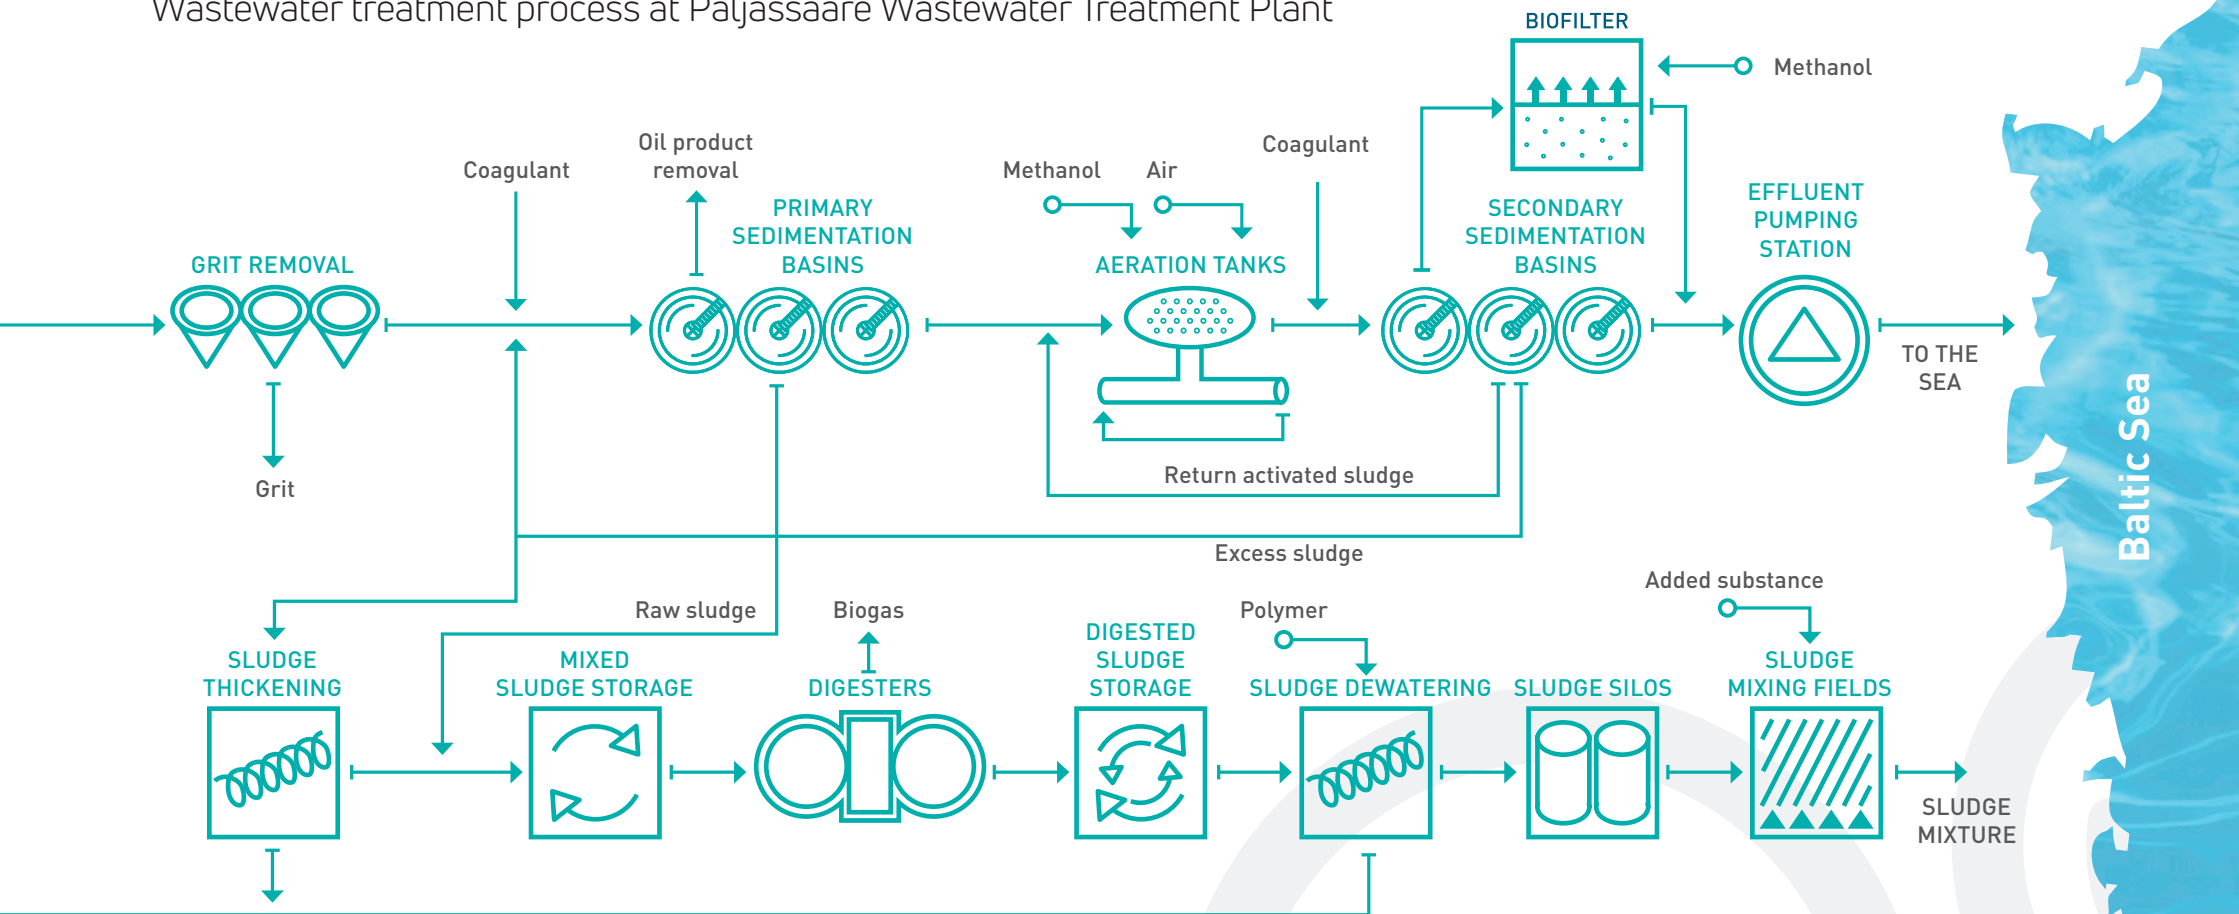 Wastewater treatment process at Paljassaare Wastewater Treatment Plant
BIOFILTER
Methanol
Oil product
removal
Coagulant
Methanol
Air
Coagulant
PRIMARY
SEDIMENTATION
BASINS
SECONDARY
SEDIMENTATION
BASINS
EFFLUENT
PUMPING
STATION
GRIT REMOVAL
AERATION TANKS
TO THE
SEA
Baltic Sea
Grit
Return activated sludge
Excess sludge
Added substance
Raw sludge
Biogas
Polymer
SLUDGE
THICKENING
MIXED
SLUDGE STORAGE
DIGESTERS
DIGESTED
SLUDGE
STORAGE
SLUDGE DEWATERING
SLUDGE SILOS
SLUDGE
MIXING FIELDS
SLUDGE
MIXTURE